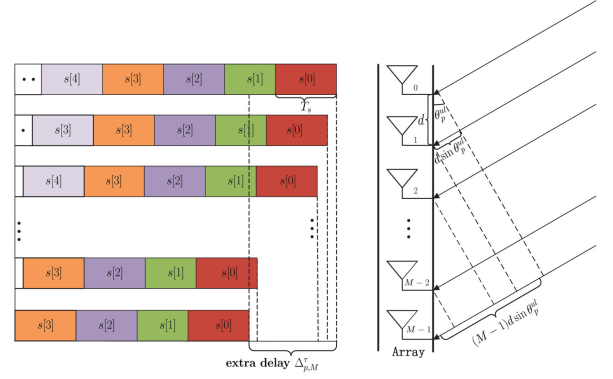 s[4] s[3] s[2] s[1] s[0]
T_s
s[3] s[3] s[2] s[1] s[0]
s[4] s[3] s[2] s[1] s[0]
s[3] s[2] s[1] s[0]
s[3] s[2] s[1] s[0]
extra delay Δ^τ_{p,M}
0
d
θ^{ul}_p
1
d sin θ^{ul}_p
2
M−2
M−1
(M−1)d sin θ^{ul}_p
Array